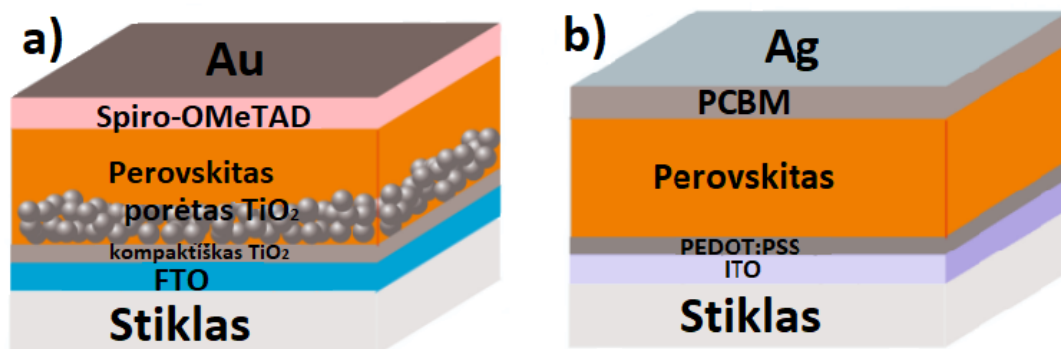 a)
Au
Spiro-OMeTAD
Perovskitas
porėtas TiO₂
kompaktiškas TiO₂
FTO
Stiklas
b)
Ag
PCBM
Perovskitas
PEDOT:PSS
ITO
Stiklas